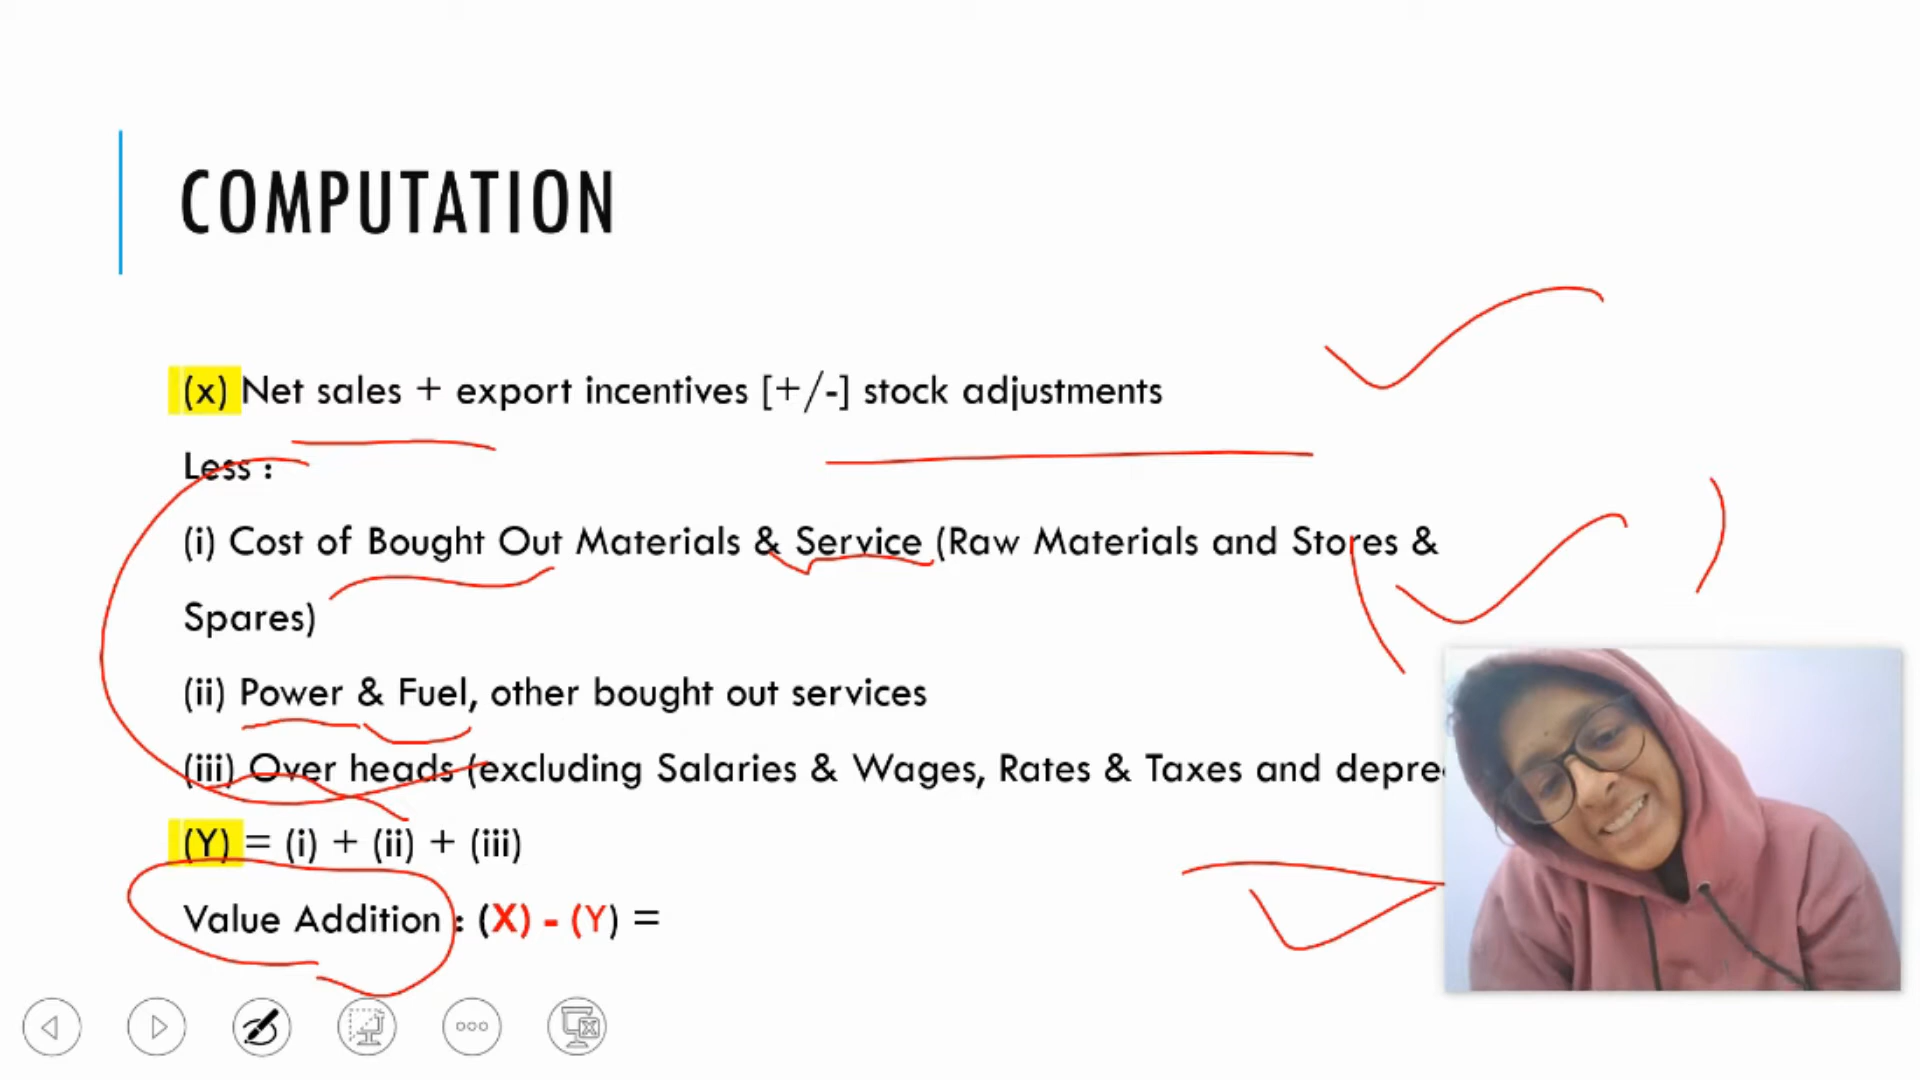 COMPUTATION
(x) Net sales + export incentives [+/-] stock adjustments
Less :
(i) Cost of Bought Out Materials & Service (Raw Materials and Stores &
Spares)
(ii) Power & Fuel, other bought out services
(iii) Over heads (excluding Salaries & Wages, Rates & Taxes and
(Y) = (i) + (ii) + (iii)
Value Addition : (X) - (Y) =